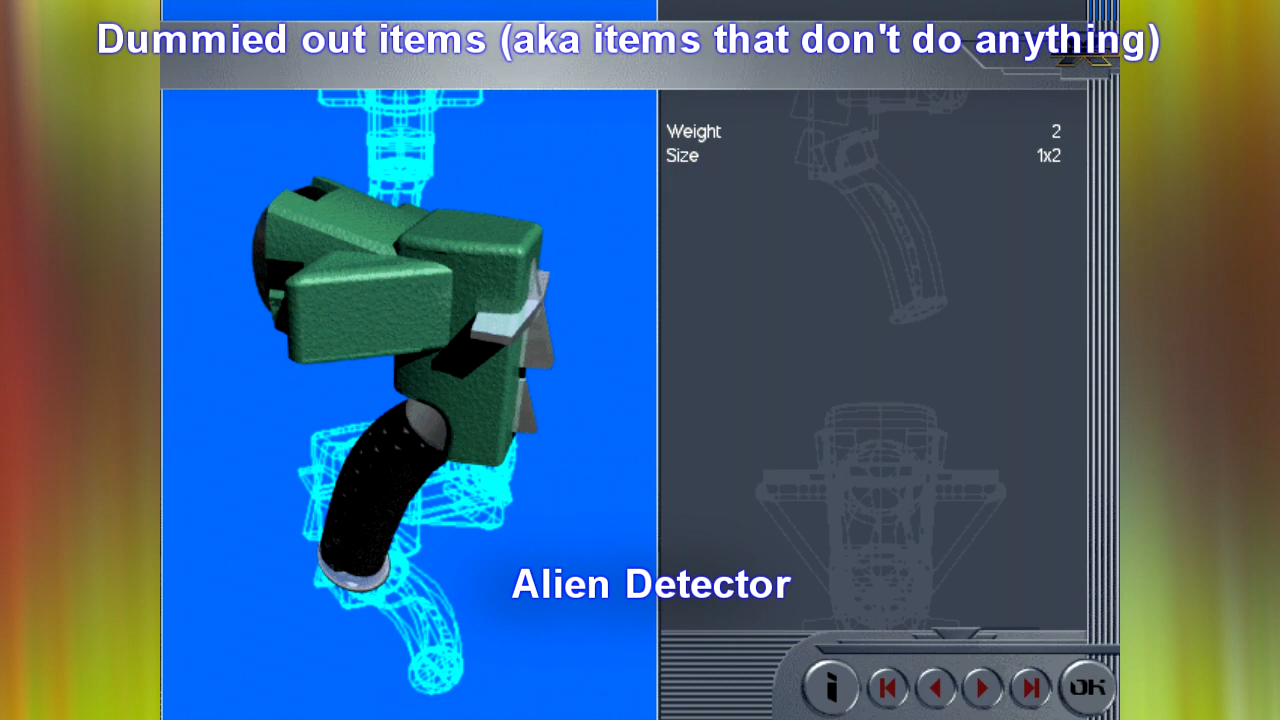 Dummied out items (aka items that don't do anything)
Weight 2
Size 1x2
Alien Detector
i
OK